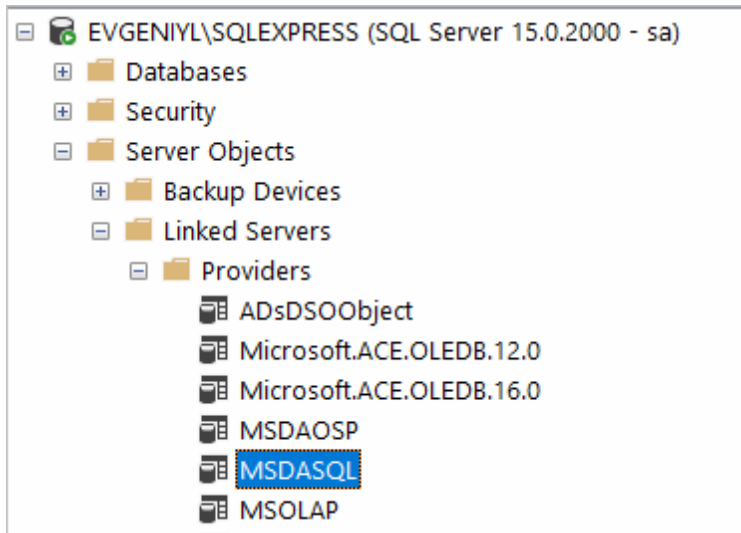 EVGENIYL\SQLEXPRESS (SQL Server 15.0.2000 - sa)
Databases
Security
Server Objects
Backup Devices
Linked Servers
Providers
ADsDSOObject
Microsoft.ACE.OLEDB.12.0
Microsoft.ACE.OLEDB.16.0
MSDAOSP
MSDASQL
MSOLAP